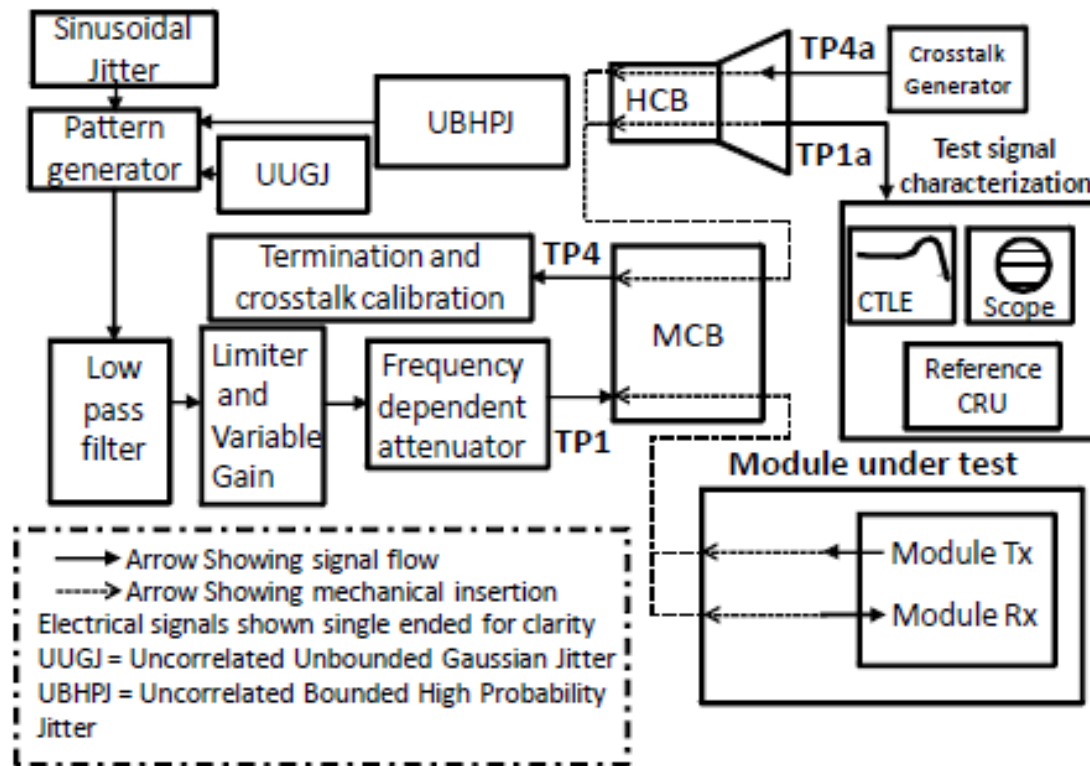 Sinusoidal
Jitter
Pattern
generator
UBHPJ
UUGJ
HCB
TP4a
Crosstalk
Generator
TP1a
Test signal
characterization
CTLE
Scope
Reference
CRU
Termination and
crosstalk calibration
TP4
MCB
Low
pass
filter
Limiter
and
Variable
Gain
Frequency
dependent
attenuator
TP1
Module under test
Module Tx
Module Rx
Arrow Showing signal flow
Arrow Showing mechanical insertion
Electrical signals shown single ended for clarity
UUGJ = Uncorrelated Unbounded Gaussian Jitter
UBHPJ = Uncorrelated Bounded High Probability
Jitter